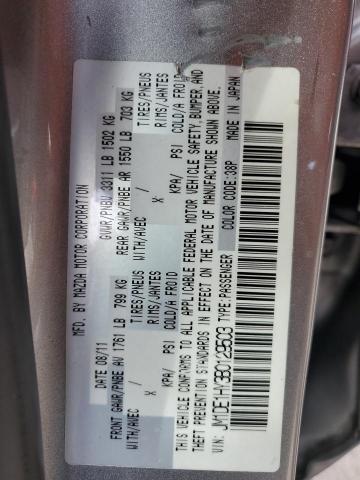 MFD. BY MAZDA MOTOR CORPORATION
DATE 08/11 GVWR/PNBV 3311 LB 1502 KG
FRONT GAWR/PNBE AV 1761 LB 799 KG REAR GAWR/PNBE AR 1550 LB 703 KG
WITH/AVEC / TIRES/PNEUS RIMS/JANTES WITH/AVEC / TIRES/PNEUS RIMS/JANTES
KPA/ PSI COLD/A FROID KPA/ PSI COLD/A FROID
THIS VEHICLE CONFORMS TO ALL APPLICABLE FEDERAL MOTOR VEHICLE SAFETY, BUMPER, AND
THEFT PREVENTION STANDARDS IN EFFECT ON THE DATE OF MANUFACTURE SHOWN ABOVE.
VIN: JM1DE1HY3B0129503 TYPE:PASSENGER COLOR CODE:38P MADE IN JAPAN